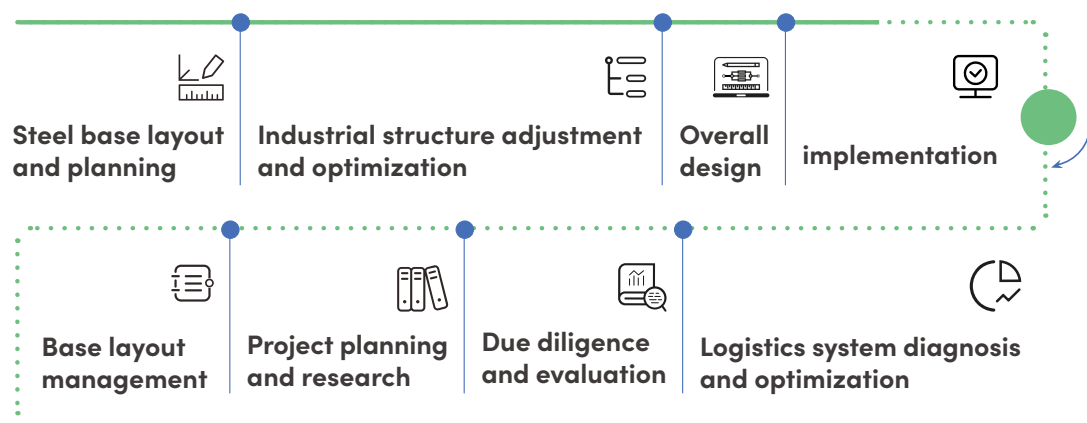 Steel base layout
and planning
Industrial structure adjustment
and optimization
Overall
design
implementation
Base layout
management
Project planning
and research
Due diligence
and evaluation
Logistics system diagnosis
and optimization